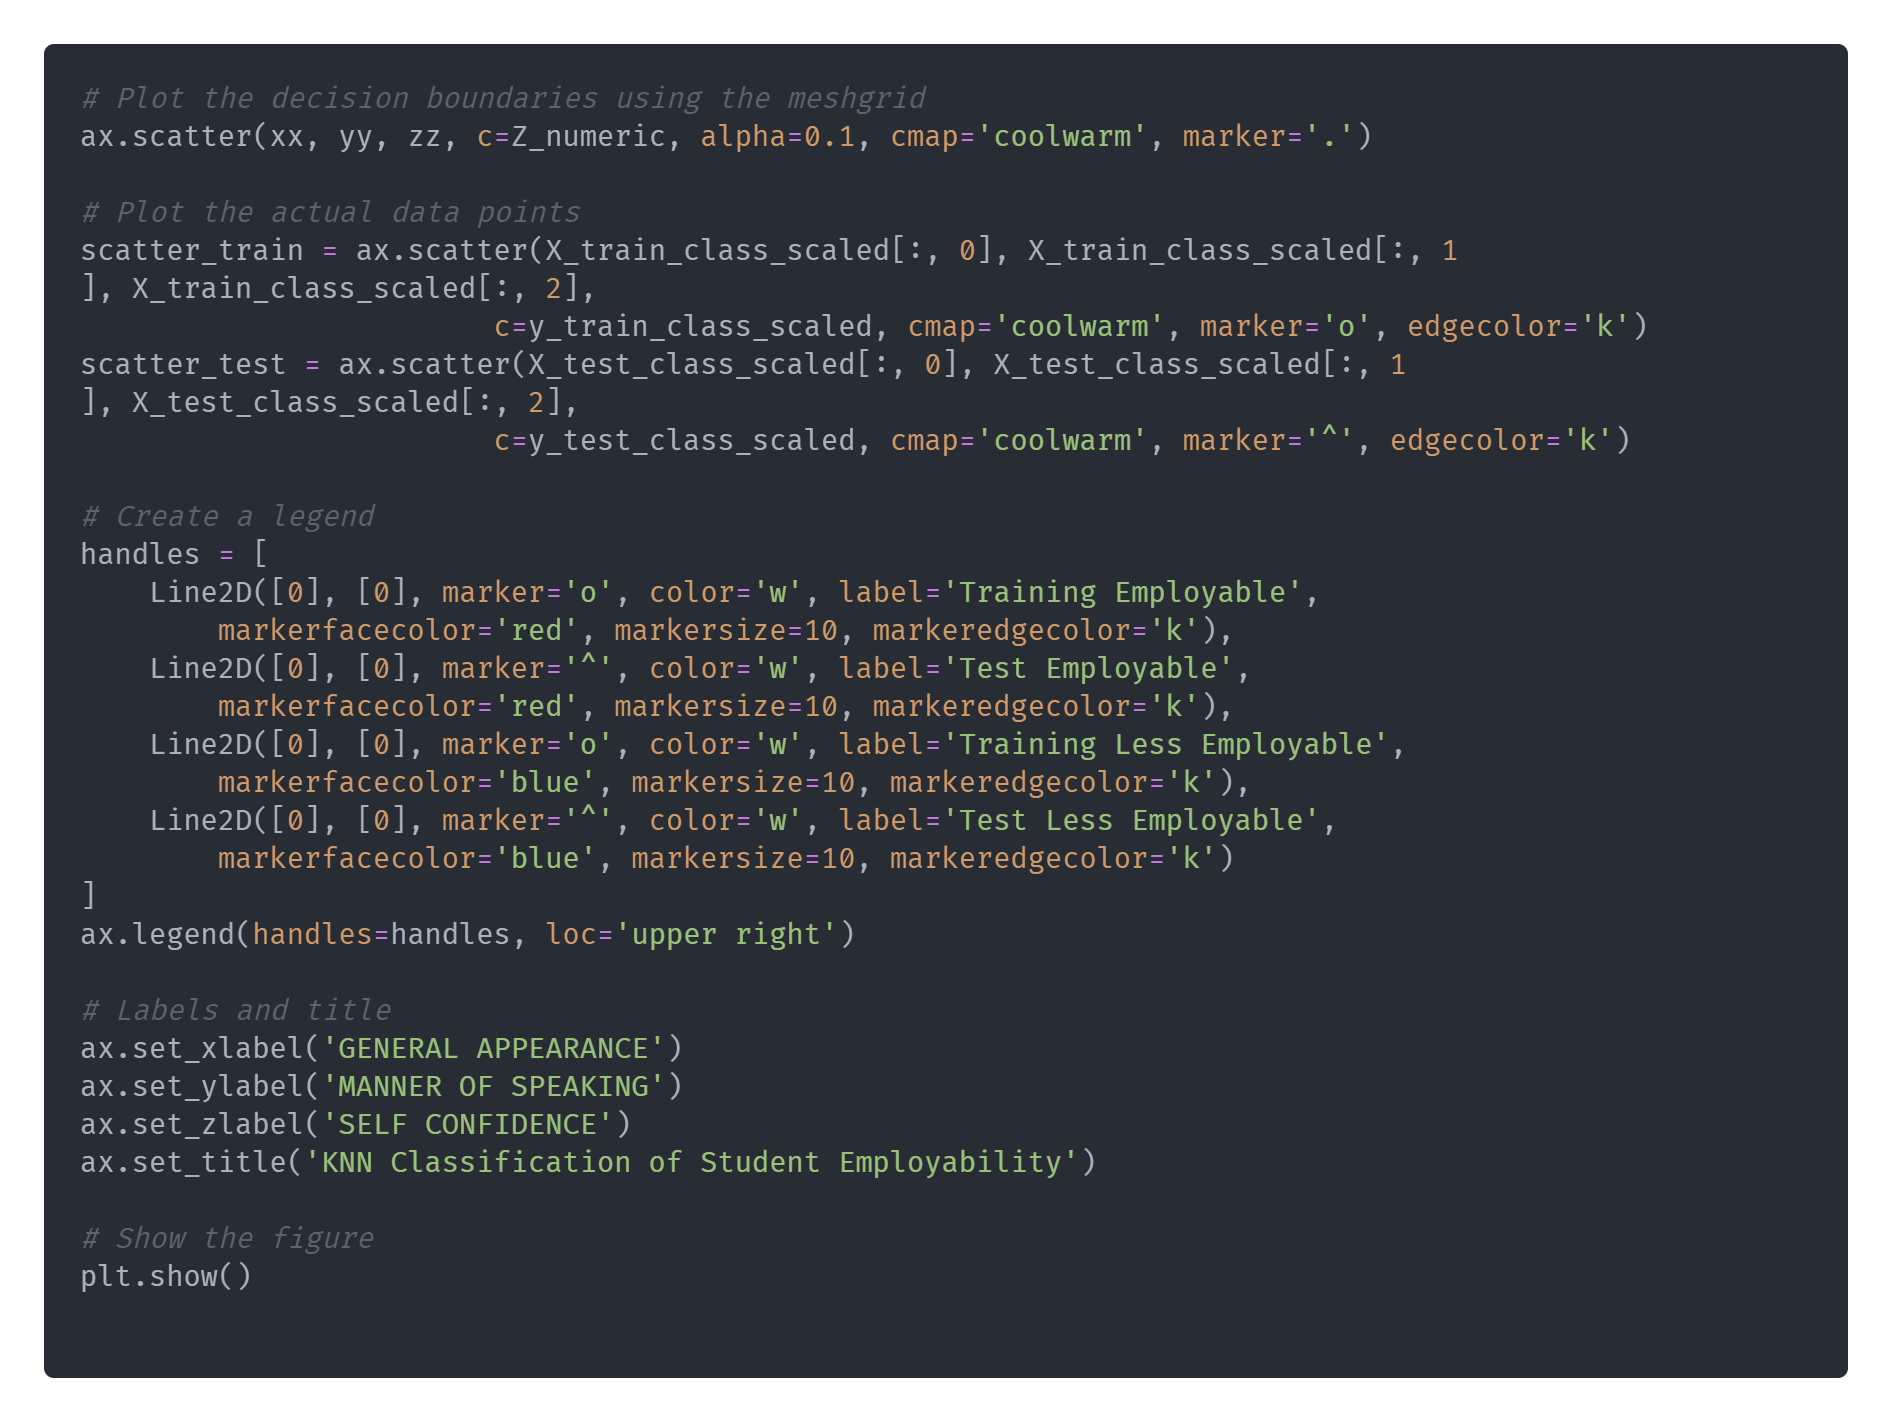 # Plot the decision boundaries using the meshgrid
ax.scatter(xx, yy, zz, c=Z_numeric, alpha=0.1, cmap='coolwarm', marker='.')

# Plot the actual data points
scatter_train = ax.scatter(X_train_class_scaled[:, 0], X_train_class_scaled[:, 1
], X_train_class_scaled[:, 2],
                        c=y_train_class_scaled, cmap='coolwarm', marker='o', edgecolor='k')
scatter_test = ax.scatter(X_test_class_scaled[:, 0], X_test_class_scaled[:, 1
], X_test_class_scaled[:, 2],
                        c=y_test_class_scaled, cmap='coolwarm', marker='^', edgecolor='k')

# Create a legend
handles = [
    Line2D([0], [0], marker='o', color='w', label='Training Employable',
        markerfacecolor='red', markersize=10, markeredgecolor='k'),
    Line2D([0], [0], marker='^', color='w', label='Test Employable',
        markerfacecolor='red', markersize=10, markeredgecolor='k'),
    Line2D([0], [0], marker='o', color='w', label='Training Less Employable',
        markerfacecolor='blue', markersize=10, markeredgecolor='k'),
    Line2D([0], [0], marker='^', color='w', label='Test Less Employable',
        markerfacecolor='blue', markersize=10, markeredgecolor='k')
]
ax.legend(handles=handles, loc='upper right')

# Labels and title
ax.set_xlabel('GENERAL APPEARANCE')
ax.set_ylabel('MANNER OF SPEAKING')
ax.set_zlabel('SELF CONFIDENCE')
ax.set_title('KNN Classification of Student Employability')

# Show the figure
plt.show()